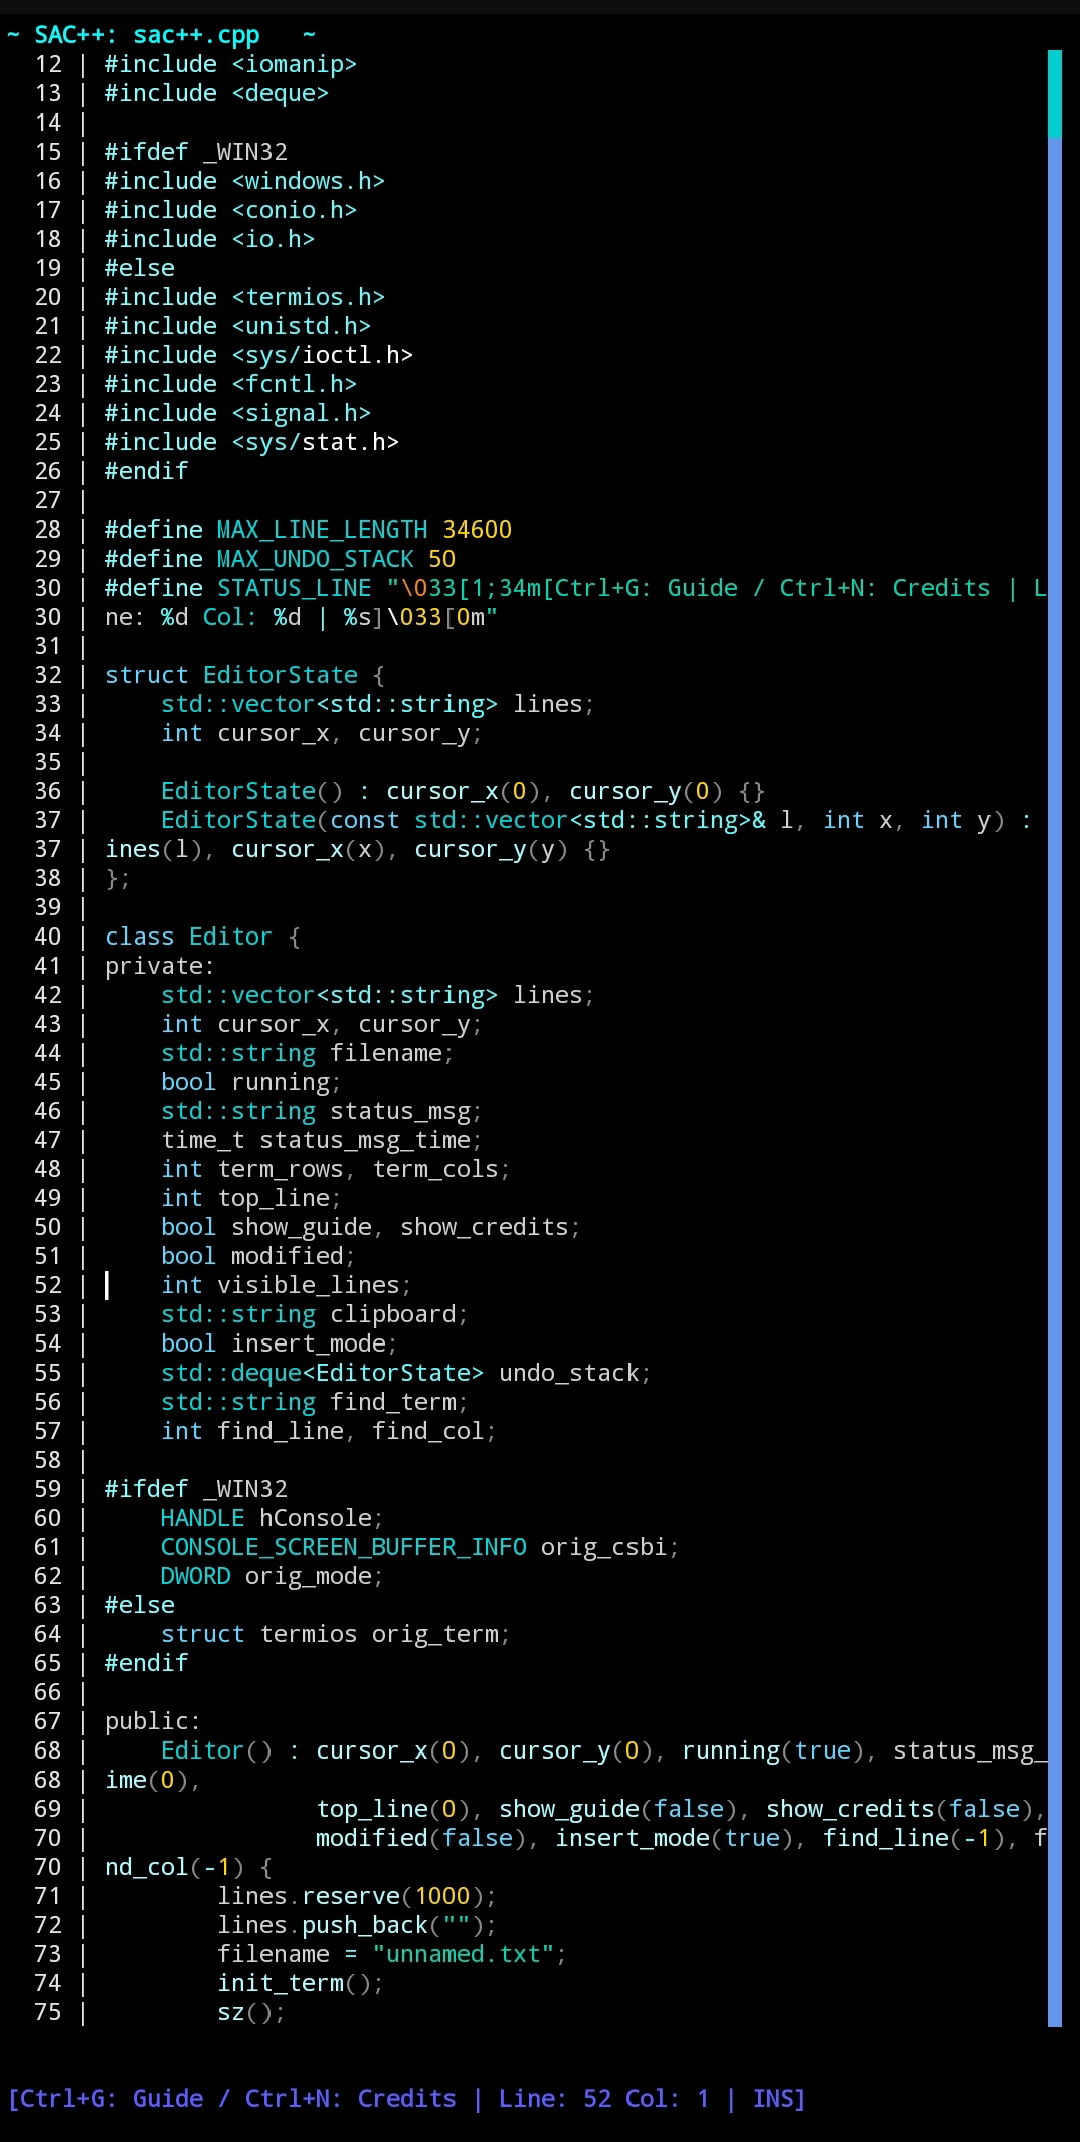 ~ SAC++: sac++.cpp   ~
12 | #include <iomanip>
13 | #include <deque>
14 |
15 | #ifdef _WIN32
16 | #include <windows.h>
17 | #include <conio.h>
18 | #include <io.h>
19 | #else
20 | #include <termios.h>
21 | #include <unistd.h>
22 | #include <sys/ioctl.h>
23 | #include <fcntl.h>
24 | #include <signal.h>
25 | #include <sys/stat.h>
26 | #endif
27 |
28 | #define MAX_LINE_LENGTH 34600
29 | #define MAX_UNDO_STACK 50
30 | #define STATUS_LINE "\033[1;34m[Ctrl+G: Guide / Ctrl+N: Credits | L
30 | ne: %d Col: %d | %s]\033[0m"
31 |
32 | struct EditorState {
33 |     std::vector<std::string> lines;
34 |     int cursor_x, cursor_y;
35 |
36 |     EditorState() : cursor_x(0), cursor_y(0) {}
37 |     EditorState(const std::vector<std::string>& l, int x, int y) :
37 | ines(l), cursor_x(x), cursor_y(y) {}
38 | };
39 |
40 | class Editor {
41 | private:
42 |     std::vector<std::string> lines;
43 |     int cursor_x, cursor_y;
44 |     std::string filename;
45 |     bool running;
46 |     std::string status_msg;
47 |     time_t status_msg_time;
48 |     int term_rows, term_cols;
49 |     int top_line;
50 |     bool show_guide, show_credits;
51 |     bool modified;
52 |     int visible_lines;
53 |     std::string clipboard;
54 |     bool insert_mode;
55 |     std::deque<EditorState> undo_stack;
56 |     std::string find_term;
57 |     int find_line, find_col;
58 |
59 | #ifdef _WIN32
60 |     HANDLE hConsole;
61 |     CONSOLE_SCREEN_BUFFER_INFO orig_csbi;
62 |     DWORD orig_mode;
63 | #else
64 |     struct termios orig_term;
65 | #endif
66 |
67 | public:
68 |     Editor() : cursor_x(0), cursor_y(0), running(true), status_msg_
68 | ime(0),
69 |                top_line(0), show_guide(false), show_credits(false),
70 |                modified(false), insert_mode(true), find_line(-1), f
70 | nd_col(-1) {
71 |         lines.reserve(1000);
72 |         lines.push_back("");
73 |         filename = "unnamed.txt";
74 |         init_term();
75 |         sz();
[Ctrl+G: Guide / Ctrl+N: Credits | Line: 52 Col: 1 | INS]